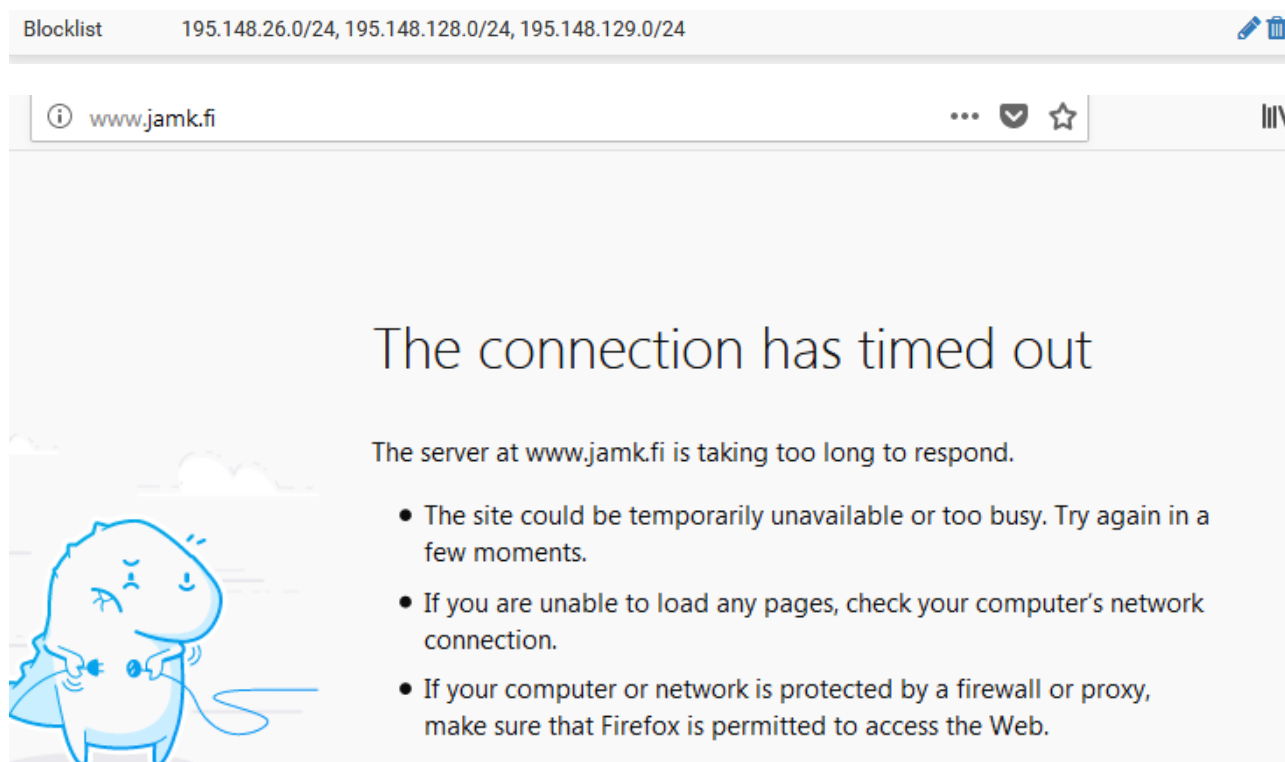 Blocklist 195.148.26.0/24, 195.148.128.0/24, 195.148.129.0/24
www.jamk.fi
The connection has timed out
The server at www.jamk.fi is taking too long to respond.
● The site could be temporarily unavailable or too busy. Try again in a
few moments.
● If you are unable to load any pages, check your computer’s network
connection.
● If your computer or network is protected by a firewall or proxy,
make sure that Firefox is permitted to access the Web.